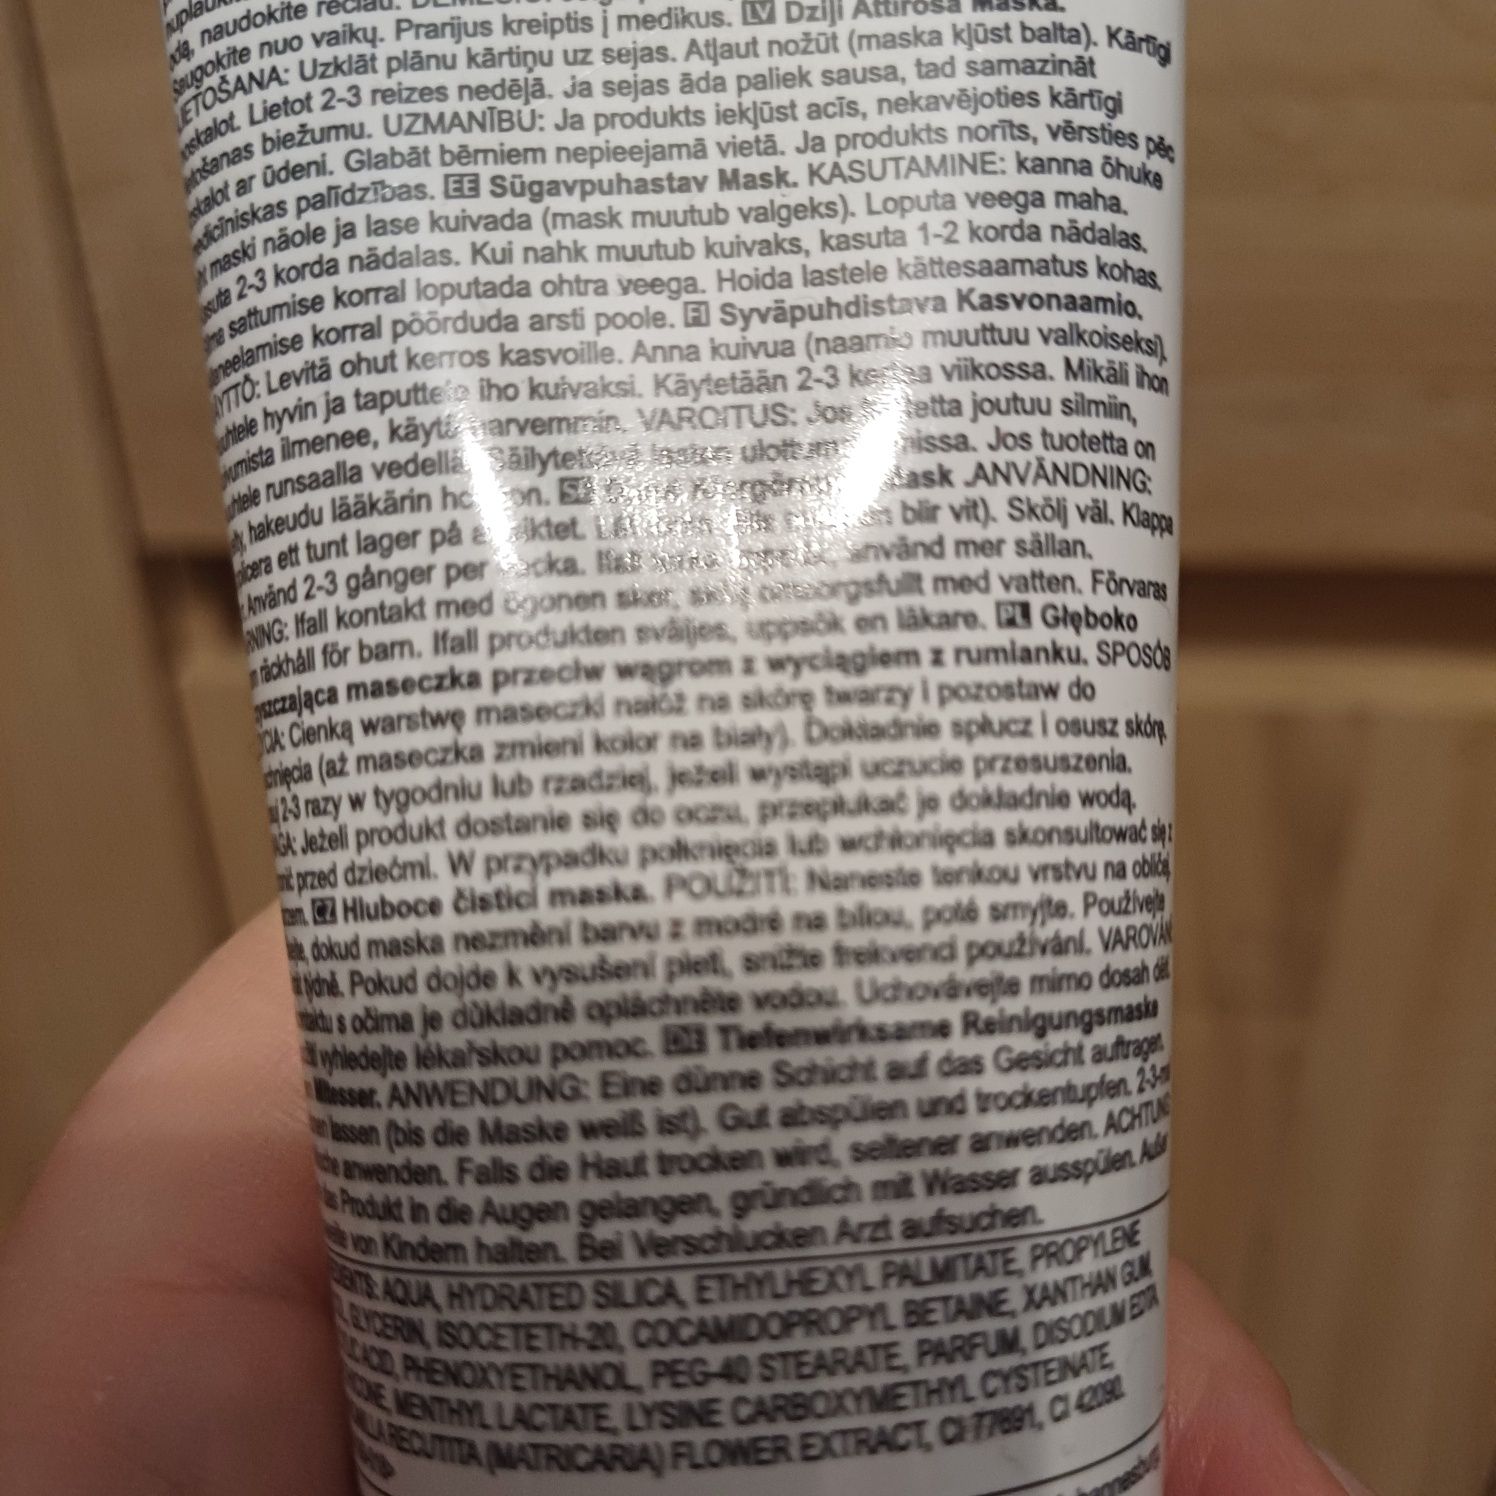 naudokite rečiau.
Saugokite nuo vaikų. Prarijus kreiptis į medikus. LV Dziļi Attīroša Maska.
LIETOŠANA: Uzklāt plānu kārtiņu uz sejas. Atļaut nožūt (maska kļūst balta). Kārtīgi
noskalot. Lietot 2-3 reizes nedēļā. Ja sejas āda paliek sausa, tad samazināt
lietošanas biežumu. UZMANĪBU: Ja produkts iekļūst acīs, nekavējoties kārtīgi
skalot ar ūdeni. Glabāt bērniem nepieejamā vietā. Ja produkts norīts, vērsties pēc
medicīniskas palīdzības. EE Sügavpuhastav Mask. KASUTAMINE: kanna õhuke
kiht maski näole ja lase kuivada (mask muutub valgeks). Loputa veega maha.
Kasuta 2-3 korda nädalas. Kui nahk muutub kuivaks, kasuta 1-2 korda nädalas.
sattumise korral loputada ohtra veega. Hoida lastele kättesaamatus kohas.
neelamise korral pöörduda arsti poole. FI Syväpuhdistava Kasvonaamio.
KÄYTTÖ: Levitä ohut kerros kasvoille. Anna kuivua (naamio muuttuu valkoiseksi).
huuhtele hyvin ja taputtele iho kuivaksi. Käytetään 2-3 kertaa viikossa. Mikäli ihon
kuivumista ilmenee, käytä harvemmin. VAROITUS: Jos tuotetta joutuu silmiin,
huuhtele runsaalla vedellä. Säilytettävä lasten ulottumattomissa. Jos tuotetta on
hakeudu lääkärin hoitoon. SE Mask .ANVÄNDNING:
Applicera ett tunt lager på ansiktet. blir vit). Skölj väl. Klappa
Använd 2-3 gånger per vecka. använd mer sällan.
VARNING: Ifall kontakt med ögonen sker, skölj omsorgsfullt med vatten. Förvaras
räckhåll för barn. Ifall produkten sväljes, uppsök en läkare. PL Głęboko
oczyszczająca maseczka przeciw wągrom z wyciągiem z rumianku. SPOSÓB
UŻYCIA: Cienką warstwę maseczki nałóż na skórę twarzy i pozostaw do
wyschnięcia (aż maseczka zmieni kolor na biały). Dokładnie spłucz i osusz skórę.
2-3 razy w tygodniu lub rzadziej, jeżeli wystąpi uczucie przesuszenia.
UWAGA: Jeżeli produkt dostanie się do oczu, przepłukać je dokładnie wodą.
przed dziećmi. W przypadku połknięcia lub wchłonięcia skonsultować się z
CZ Hluboce čisticí maska. POUŽITÍ: Naneste tenkou vrstvu na obličej,
dokud maska nezmění barvu z modré na bílou, poté smyjte. Používejte
týdně. Pokud dojde k vysušení pleti, snižte frekvenci používání. VAROVÁNÍ
kontaktu s očima je důkladně opláchněte vodou. Uchovávejte mimo dosah dětí.
vyhledejte lékařskou pomoc. DE Tiefenwirksame Reinigungsmaske
Mitesser. ANWENDUNG: Eine dünne Schicht auf das Gesicht auftragen.
lassen (bis die Maske weiß ist). Gut abspülen und trockentupfen. 2-3-mal
anwenden. Falls die Haut trocken wird, seltener anwenden. ACHTUNG
das Produkt in die Augen gelangen, gründlich mit Wasser ausspülen. Außer
von Kindern halten. Bei Verschlucken Arzt aufsuchen.
INGREDIENTS: AQUA, HYDRATED SILICA, ETHYLHEXYL PALMITATE, PROPYLENE
GLYCERIN, ISOCETETH-20, COCAMIDOPROPYL BETAINE, XANTHAN GUM,
ACID, PHENOXYETHANOL, PEG-40 STEARATE, PARFUM, DISODIUM EDTA,
MENTHYL LACTATE, LYSINE CARBOXYMETHYL CYSTEINATE,
RECUTITA (MATRICARIA) FLOWER EXTRACT, CI 77891, CI 42090.